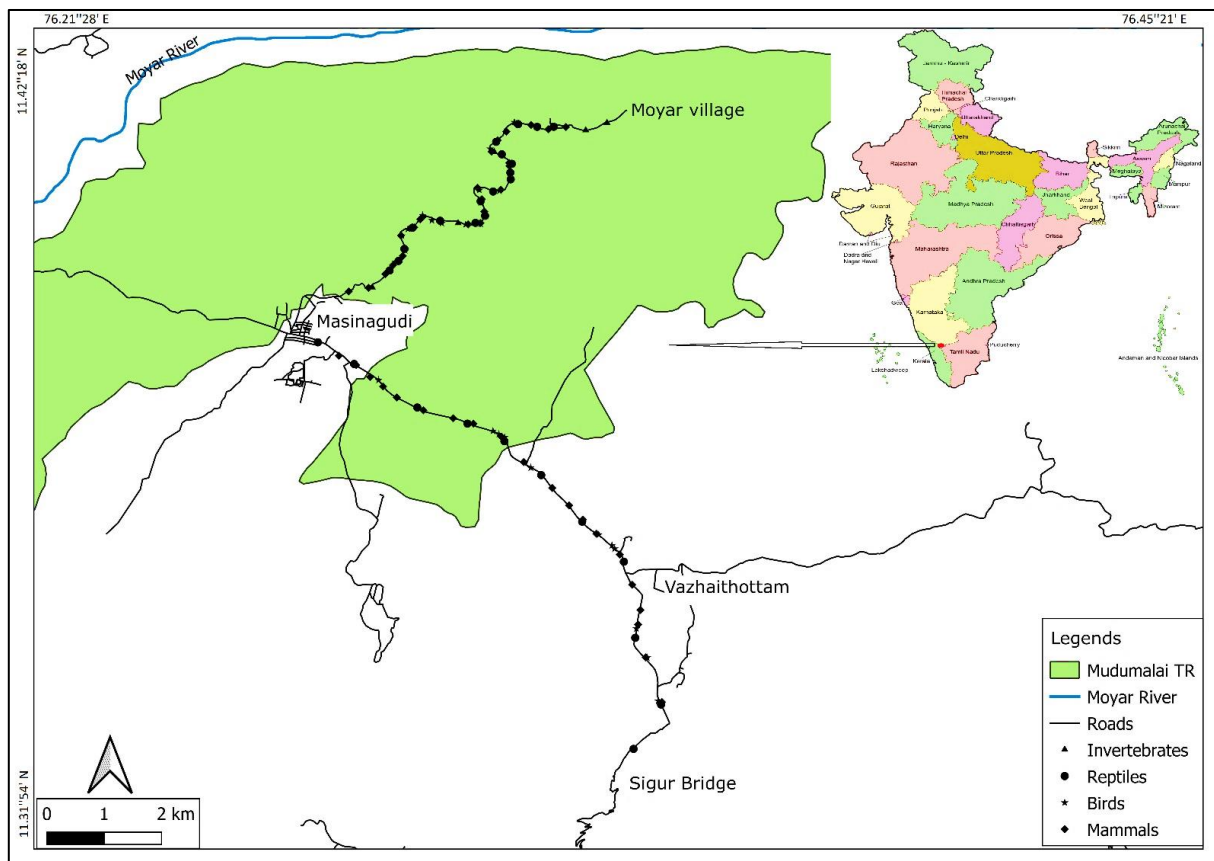 76.21"28' E
76.45"21' E
11.42"18' N
Moyar River
Moyar village
Masinagudi
Vazhaithottam
Sigur Bridge
11.31"54' N
0 1 2 km
Jammu - Kashmir
Himachal
Pradesh
Chandigarh
Punjab
Uttarakhand
Haryana
Delhi
Uttar Pradesh
Rajasthan
Bihar
Sikkim
Arunachal
Pradesh
Assam
Nagaland
Meghalaya
Manipur
Tripura
Mizoram
Gujarat
Madhya Pradesh
Jharkhand
West
Bengal
Chhattisgarh
Orissa
Daman and Diu
Dadra and
Nagar Haveli
Maharashtra
Andhra Pradesh
Goa
Karnataka
Puducherry
Tamil Nadu
Kerala
Lakshadweep
Andaman and Nicobar Islands
Legends
Mudumalai TR
Moyar River
Roads
Invertebrates
Reptiles
Birds
Mammals